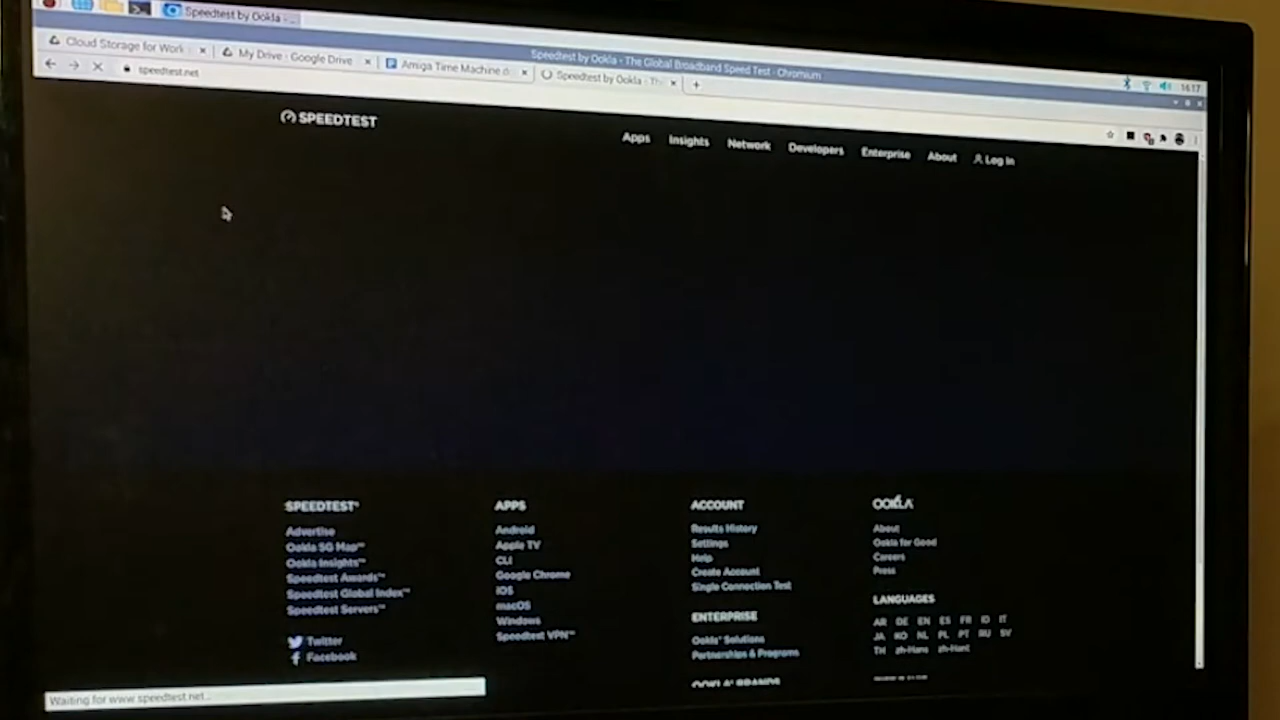 Speedtest by Ookla - ...
Speedtest by Ookla - The Global Broadband Speed Test - Chromium
16:17
Cloud Storage for Work
My Drive - Google Drive
Amiga Time Machine
Speedtest by Ookla - Th
speedtest.net
SPEEDTEST
Apps Insights Network Developers Enterprise About Log In
SPEEDTEST®
Advertise
Ookla 5G Map™
Ookla Insights™
Speedtest Awards™
Speedtest Global Index™
Speedtest Servers™
Twitter
Facebook
APPS
Android
Apple TV
CLI
Google Chrome
iOS
macOS
Windows
Speedtest VPN™
ACCOUNT
Results History
Settings
Help
Create Account
Single Connection Test
ENTERPRISE
Ookla® Solutions
Partnerships & Programs
OOKLA® BRANDS
OOKLA
About
Ookla for Good
Careers
Press
LANGUAGES
AR DE EN ES FR ID IT
JA KO NL PL PT RU SV
TH zh-Hans zh-Hant
Waiting for www.speedtest.net...